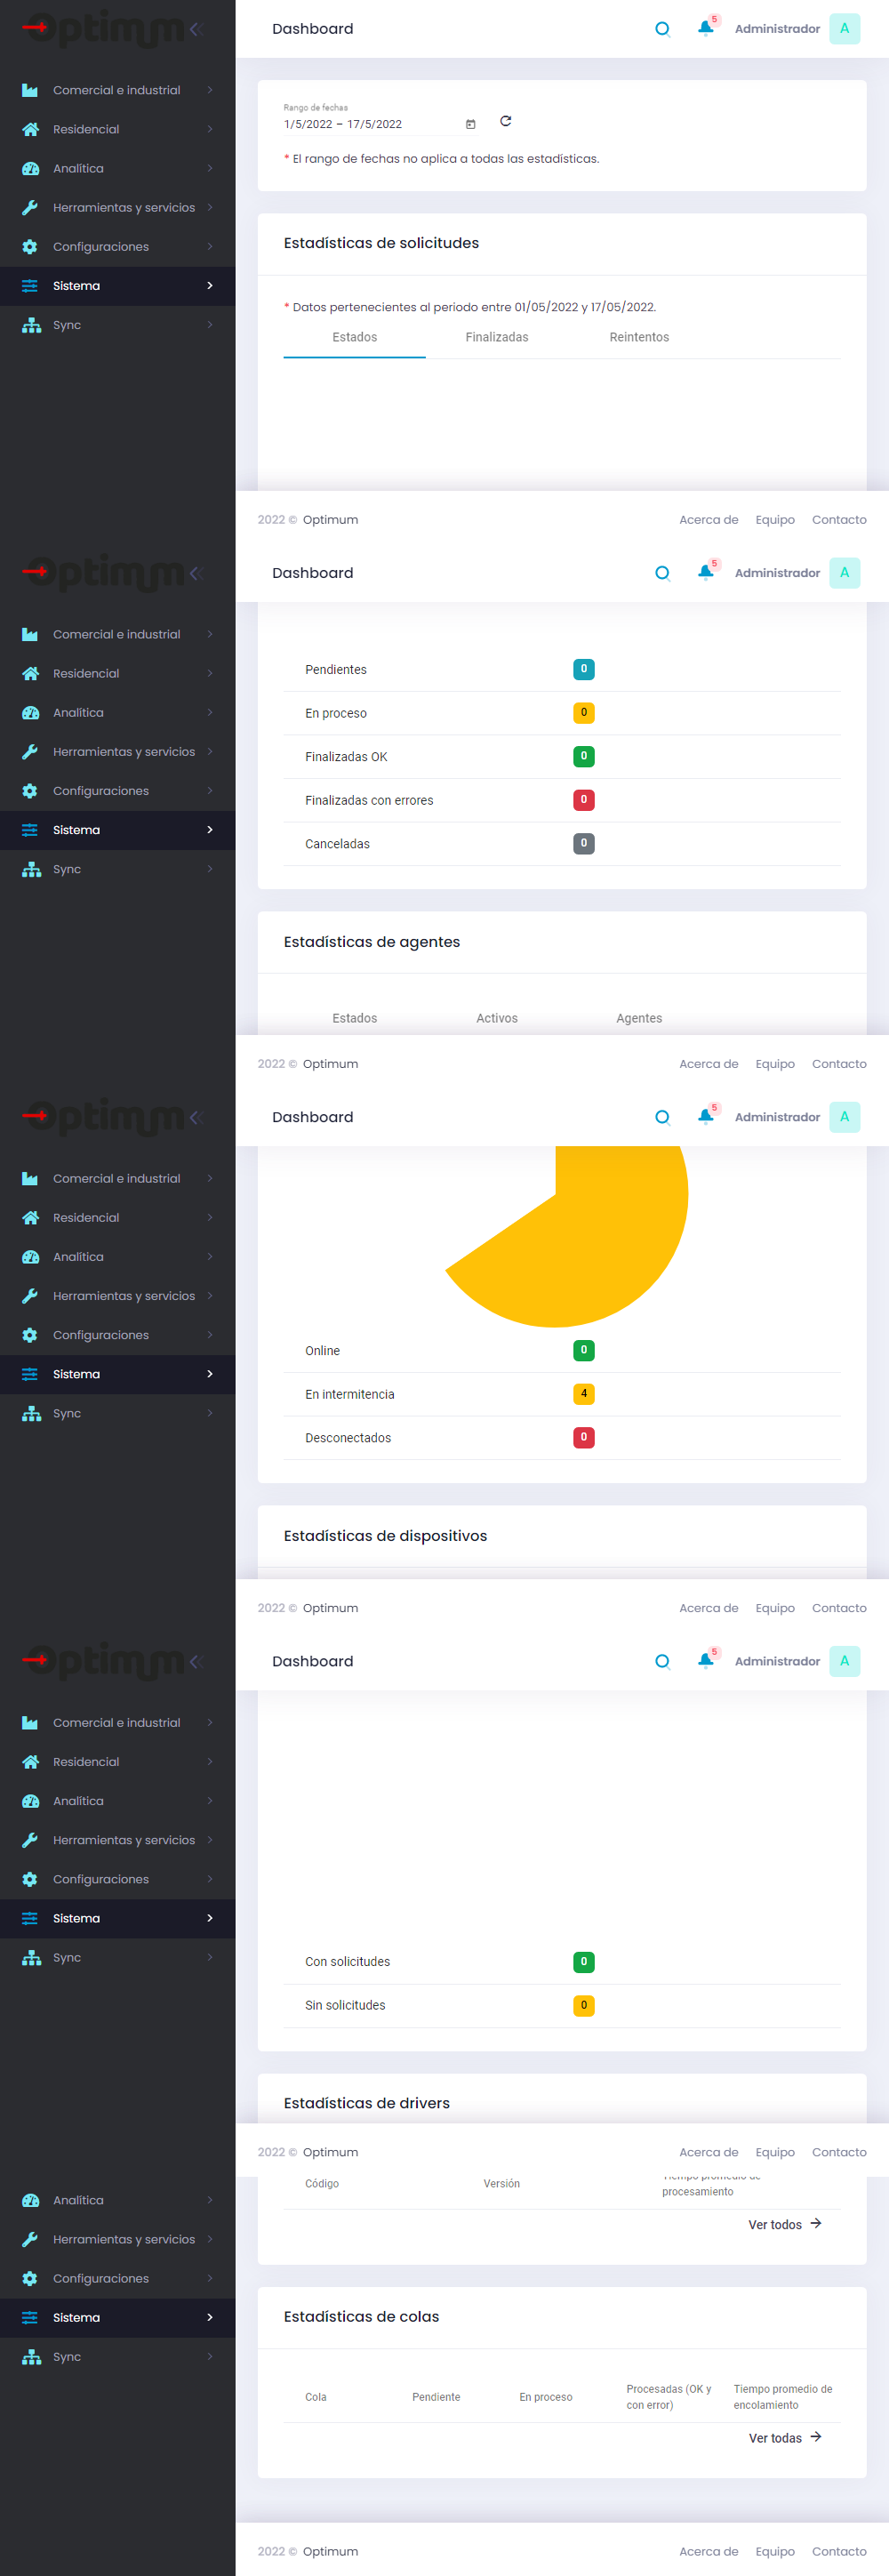 Optimum
Dashboard
5
Administrador
A
Comercial e industrial
Residencial
Analítica
Herramientas y servicios
Configuraciones
Sistema
Sync
Rango de fechas
1/5/2022 – 17/5/2022
* El rango de fechas no aplica a todas las estadísticas.
Estadísticas de solicitudes
* Datos pertenecientes al periodo entre 01/05/2022 y 17/05/2022.
Estados Finalizadas Reintentos
2022 © Optimum Acerca de Equipo Contacto
Optimum
Dashboard
5
Administrador
A
Comercial e industrial
Residencial
Analítica
Herramientas y servicios
Configuraciones
Sistema
Sync
Pendientes 0
En proceso 0
Finalizadas OK 0
Finalizadas con errores 0
Canceladas 0
Estadísticas de agentes
Estados Activos Agentes
2022 © Optimum Acerca de Equipo Contacto
Optimum
Dashboard
5
Administrador
A
Comercial e industrial
Residencial
Analítica
Herramientas y servicios
Configuraciones
Sistema
Sync
Online 0
En intermitencia 4
Desconectados 0
Estadísticas de dispositivos
2022 © Optimum Acerca de Equipo Contacto
Optimum
Dashboard
5
Administrador
A
Comercial e industrial
Residencial
Analítica
Herramientas y servicios
Configuraciones
Sistema
Sync
Con solicitudes 0
Sin solicitudes 0
Estadísticas de drivers
2022 © Optimum Acerca de Equipo Contacto
Analítica
Herramientas y servicios
Configuraciones
Sistema
Sync
Código Versión Tiempo promedio de
procesamiento
Ver todos
Estadísticas de colas
Cola Pendiente En proceso Procesadas (OK y con error) Tiempo promedio de encolamiento
Ver todas
2022 © Optimum Acerca de Equipo Contacto